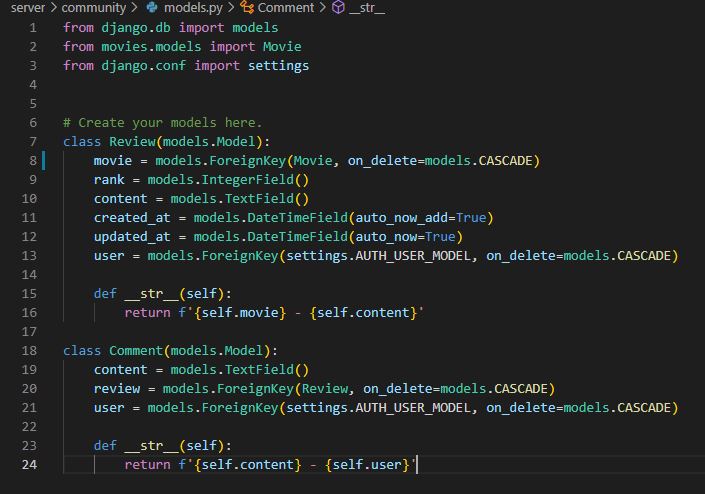 server > community > models.py > Comment > __str__
1 from django.db import models
2 from movies.models import Movie
3 from django.conf import settings
4
5
6 # Create your models here.
7 class Review(models.Model):
8     movie = models.ForeignKey(Movie, on_delete=models.CASCADE)
9     rank = models.IntegerField()
10     content = models.TextField()
11     created_at = models.DateTimeField(auto_now_add=True)
12     updated_at = models.DateTimeField(auto_now=True)
13     user = models.ForeignKey(settings.AUTH_USER_MODEL, on_delete=models.CASCADE)
14
15     def __str__(self):
16         return f'{self.movie} - {self.content}'
17
18 class Comment(models.Model):
19     content = models.TextField()
20     review = models.ForeignKey(Review, on_delete=models.CASCADE)
21     user = models.ForeignKey(settings.AUTH_USER_MODEL, on_delete=models.CASCADE)
22
23     def __str__(self):
24         return f'{self.content} - {self.user}'